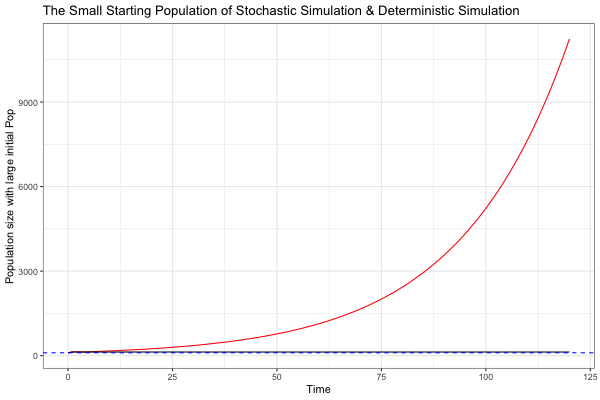 The Small Starting Population of Stochastic Simulation & Deterministic Simulation
Population size with large initial Pop
9000
6000
3000
0
0 25 50 75 100 125
Time